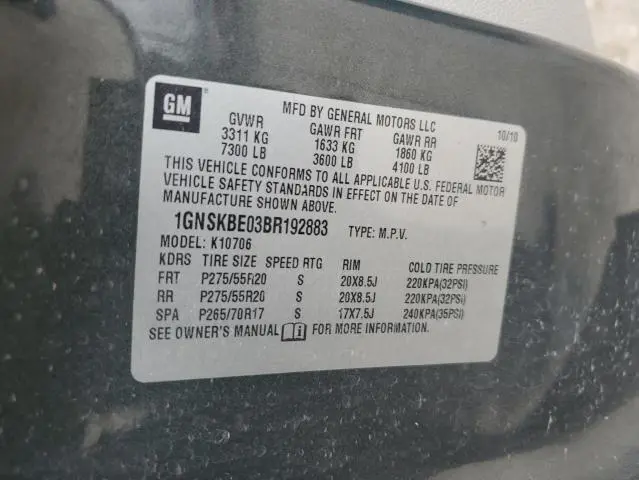 GM
MFD BY GENERAL MOTORS LLC
10/10
GVWR GAWR FRT GAWR RR
3311 KG 1633 KG 1860 KG
7300 LB 3600 LB 4100 LB
THIS VEHICLE CONFORMS TO ALL APPLICABLE U.S. FEDERAL MOTOR
VEHICLE SAFETY STANDARDS IN EFFECT ON THE DATE OF
MANUFACTURE SHOWN ABOVE.
1GNSKBE03BR192883 TYPE: M.P.V.
MODEL: K10706
KDRS TIRE SIZE SPEED RTG RIM COLD TIRE PRESSURE
FRT P275/55R20 S 20X8.5J 220KPA(32PSI)
RR P275/55R20 S 20X8.5J 220KPA(32PSI)
SPA P265/70R17 S 17X7.5J 240KPA(35PSI)
SEE OWNER'S MANUAL i FOR MORE INFORMATION.